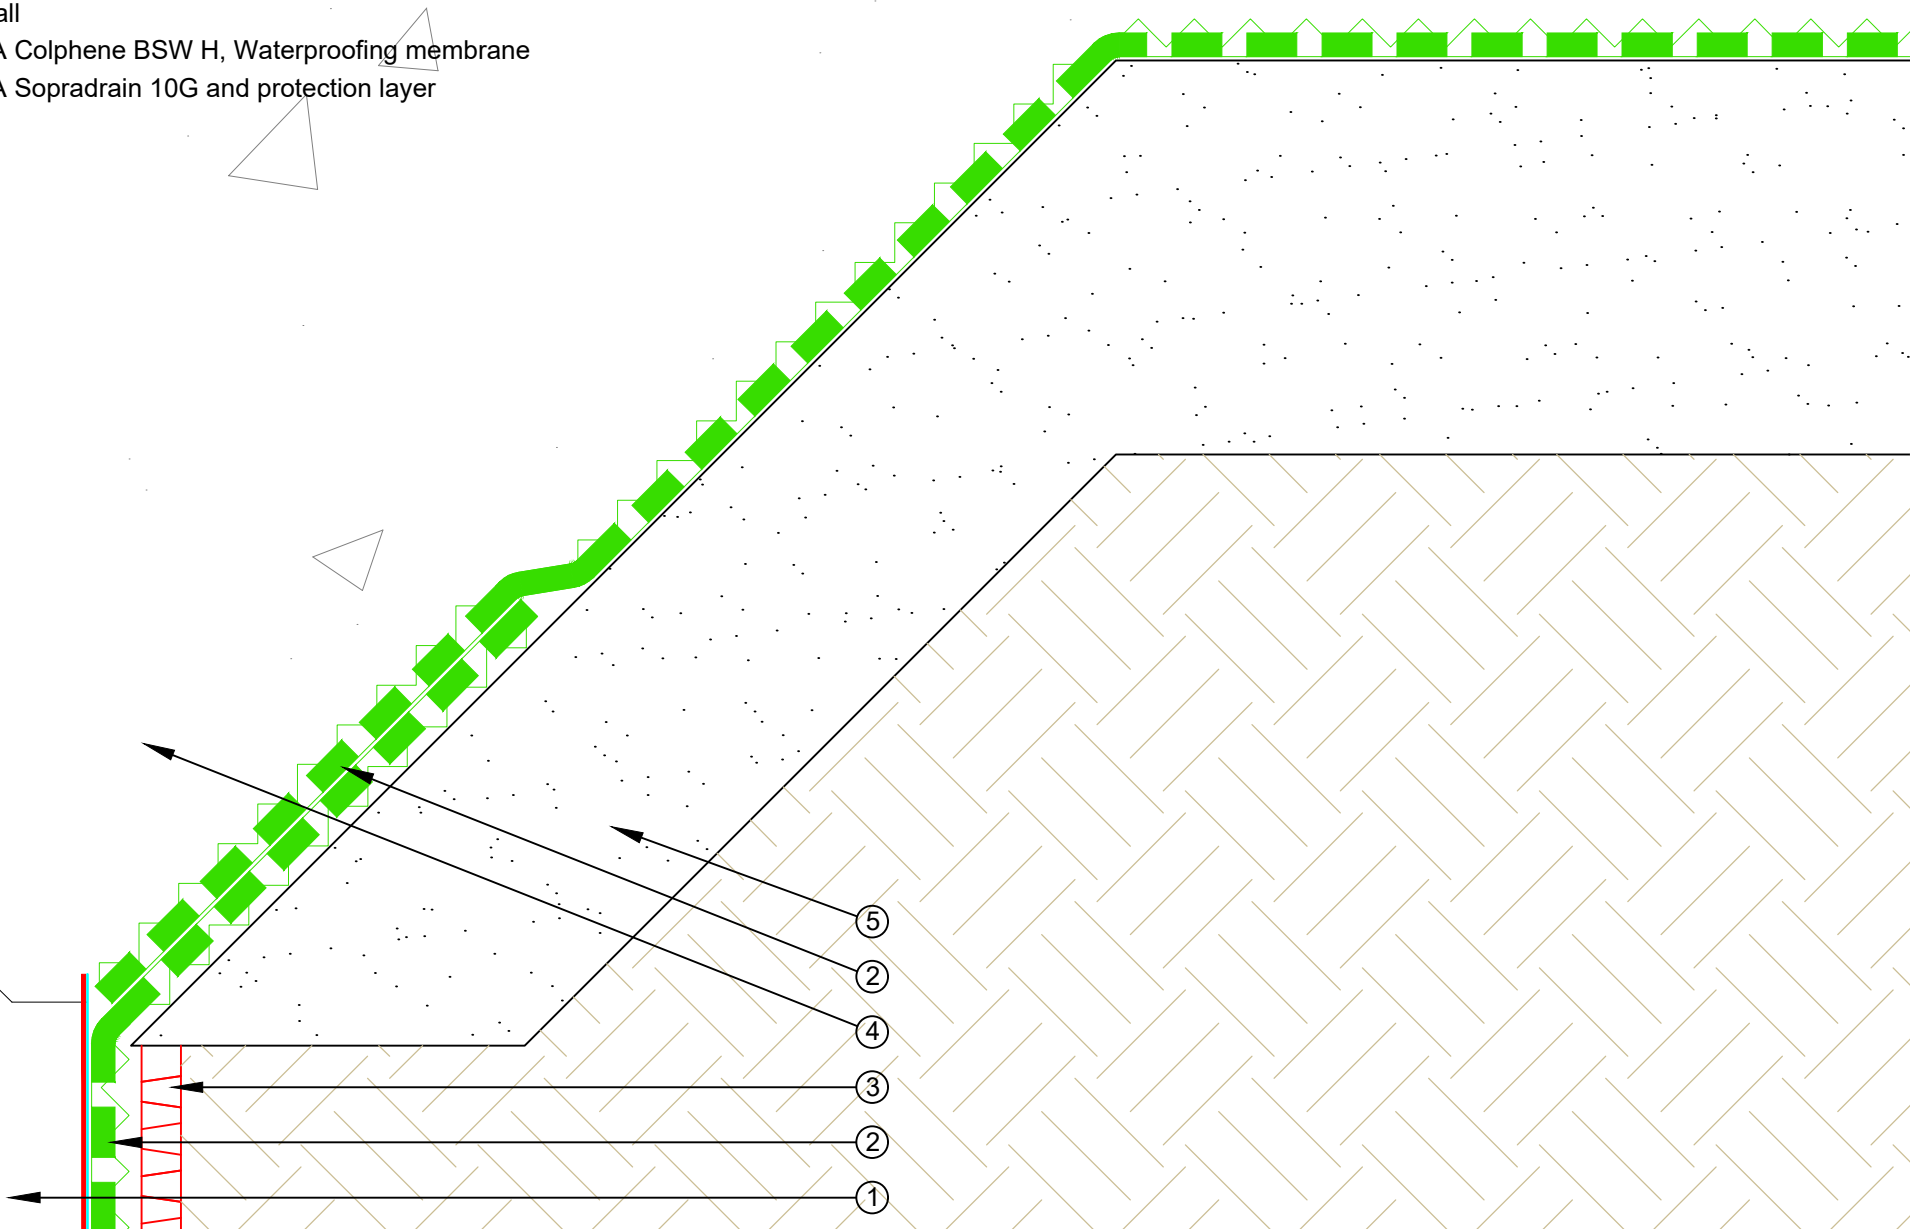 all
A Colphene BSW H, Waterproofing membrane
A Sopradrain 10G and protection layer
5
2
4
3
2
1